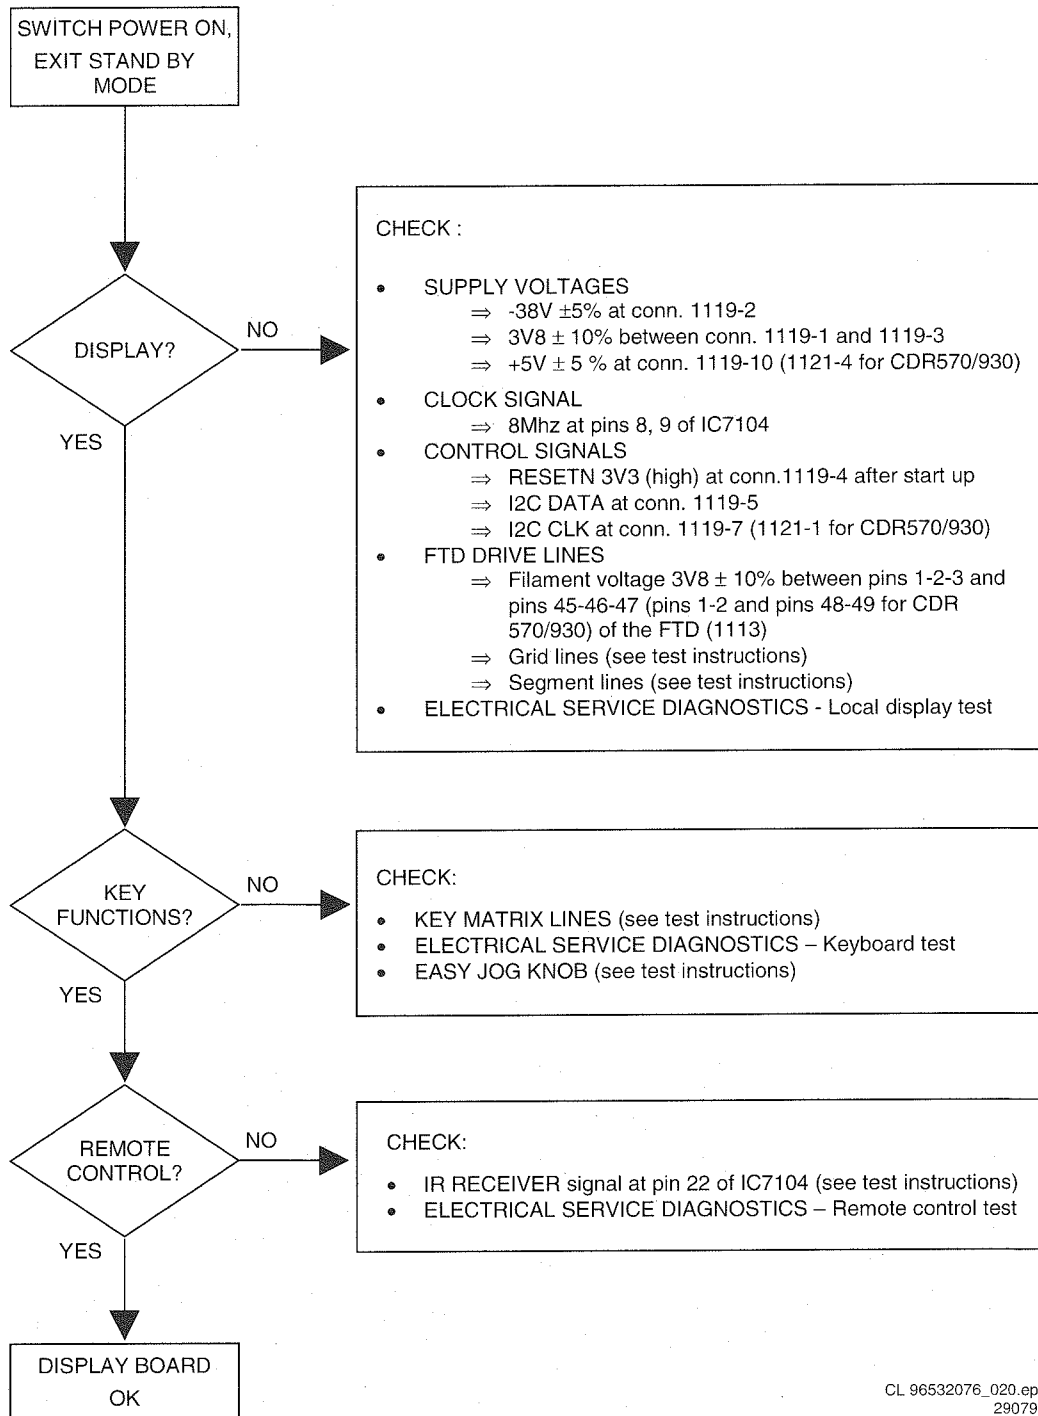 SWITCH POWER ON,
EXIT STAND BY
MODE
DISPLAY?
NO
YES
CHECK :
• SUPPLY VOLTAGES
⇒ -38V ±5% at conn. 1119-2
⇒ 3V8 ± 10% between conn. 1119-1 and 1119-3
⇒ +5V ± 5 % at conn. 1119-10 (1121-4 for CDR570/930)
• CLOCK SIGNAL
⇒ 8Mhz at pins 8, 9 of IC7104
• CONTROL SIGNALS
⇒ RESETN 3V3 (high) at conn.1119-4 after start up
⇒ I2C DATA at conn. 1119-5
⇒ I2C CLK at conn. 1119-7 (1121-1 for CDR570/930)
• FTD DRIVE LINES
⇒ Filament voltage 3V8 ± 10% between pins 1-2-3 and
pins 45-46-47 (pins 1-2 and pins 48-49 for CDR
570/930) of the FTD (1113)
⇒ Grid lines (see test instructions)
⇒ Segment lines (see test instructions)
• ELECTRICAL SERVICE DIAGNOSTICS - Local display test
KEY
FUNCTIONS?
NO
YES
CHECK:
• KEY MATRIX LINES (see test instructions)
• ELECTRICAL SERVICE DIAGNOSTICS – Keyboard test
• EASY JOG KNOB (see test instructions)
REMOTE
CONTROL?
NO
YES
CHECK:
• IR RECEIVER signal at pin 22 of IC7104 (see test instructions)
• ELECTRICAL SERVICE DIAGNOSTICS – Remote control test
DISPLAY BOARD
OK
CL 96532076_020.ep
29079